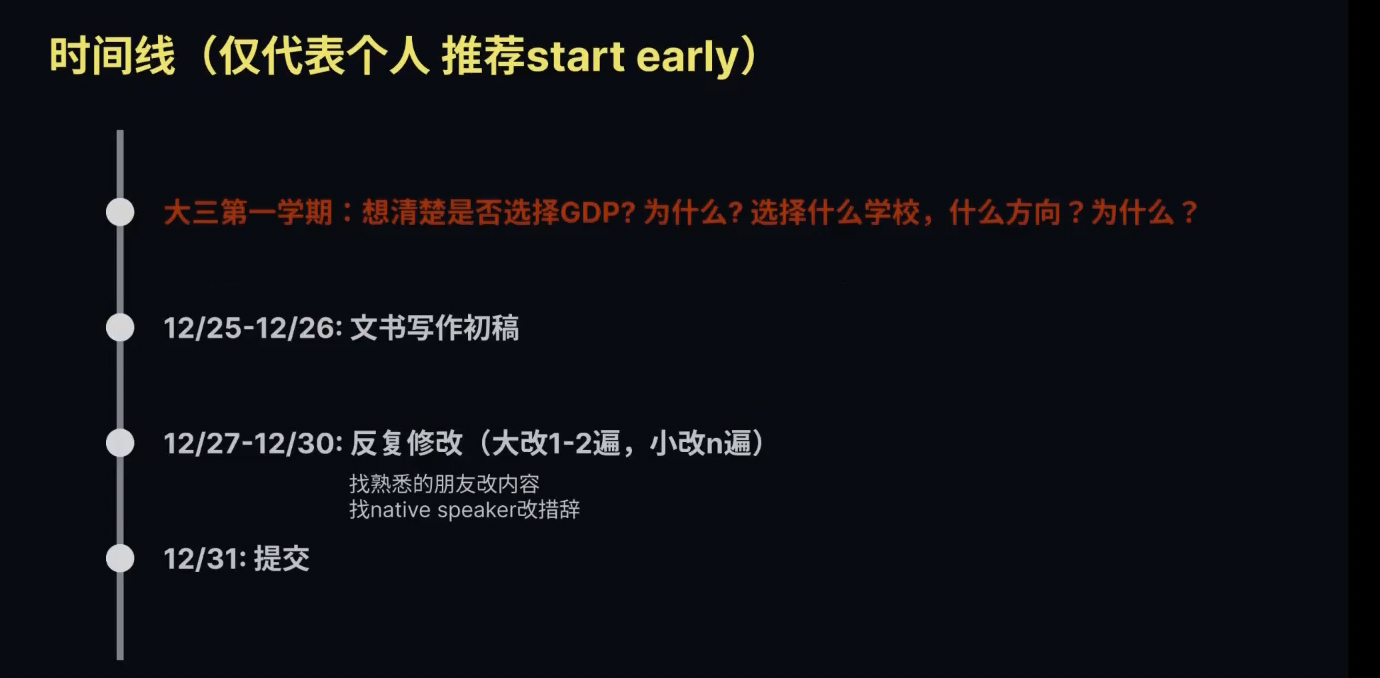 时间线（仅代表个人 推荐start early）
大三第一学期：想清楚是否选择GDP? 为什么? 选择什么学校，什么方向？为什么？
12/25-12/26: 文书写作初稿
12/27-12/30: 反复修改（大改1-2遍，小改n遍）
找熟悉的朋友改内容
找native speaker改措辞
12/31: 提交